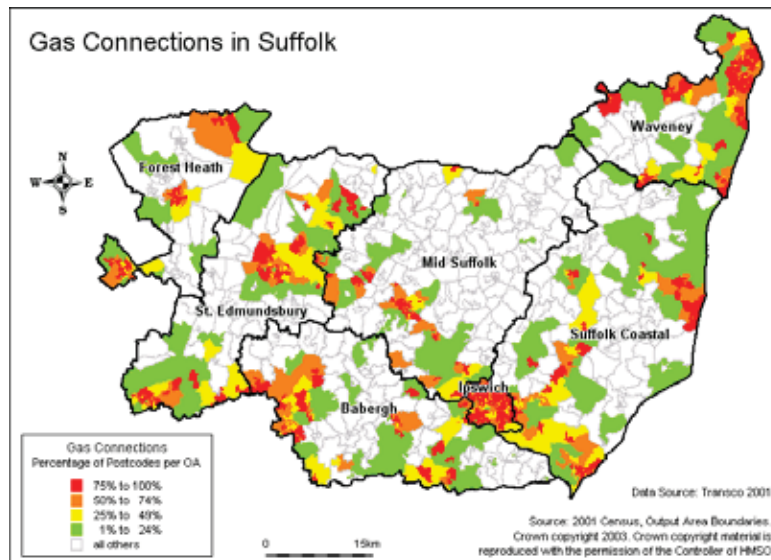 Gas Connections in Suffolk
Waveney
Forest Heath
N
W E
S
Mid Suffolk
St. Edmundsbury
Suffolk Coastal
Ipswich
Babergh
Gas Connections
Percentage of Postcodes per OA
75% to 100%
50% to 74%
25% to 49%
1% to 24%
all others
0 15km
Data Source: Transco 2001
Source: 2001 Census, Output Area Boundaries.
Crown copyright 2003. Crown copyright material is
reproduced with the permission of the Controller of HMSO